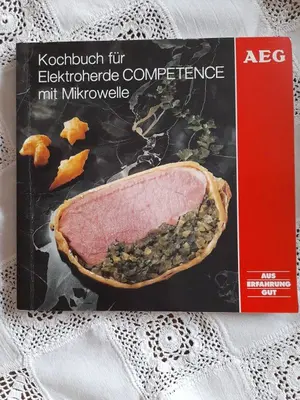 Kochbuch für
Elektroherde COMPETENCE
mit Mikrowelle
AEG
AUS
ERFAHRUNG
GUT